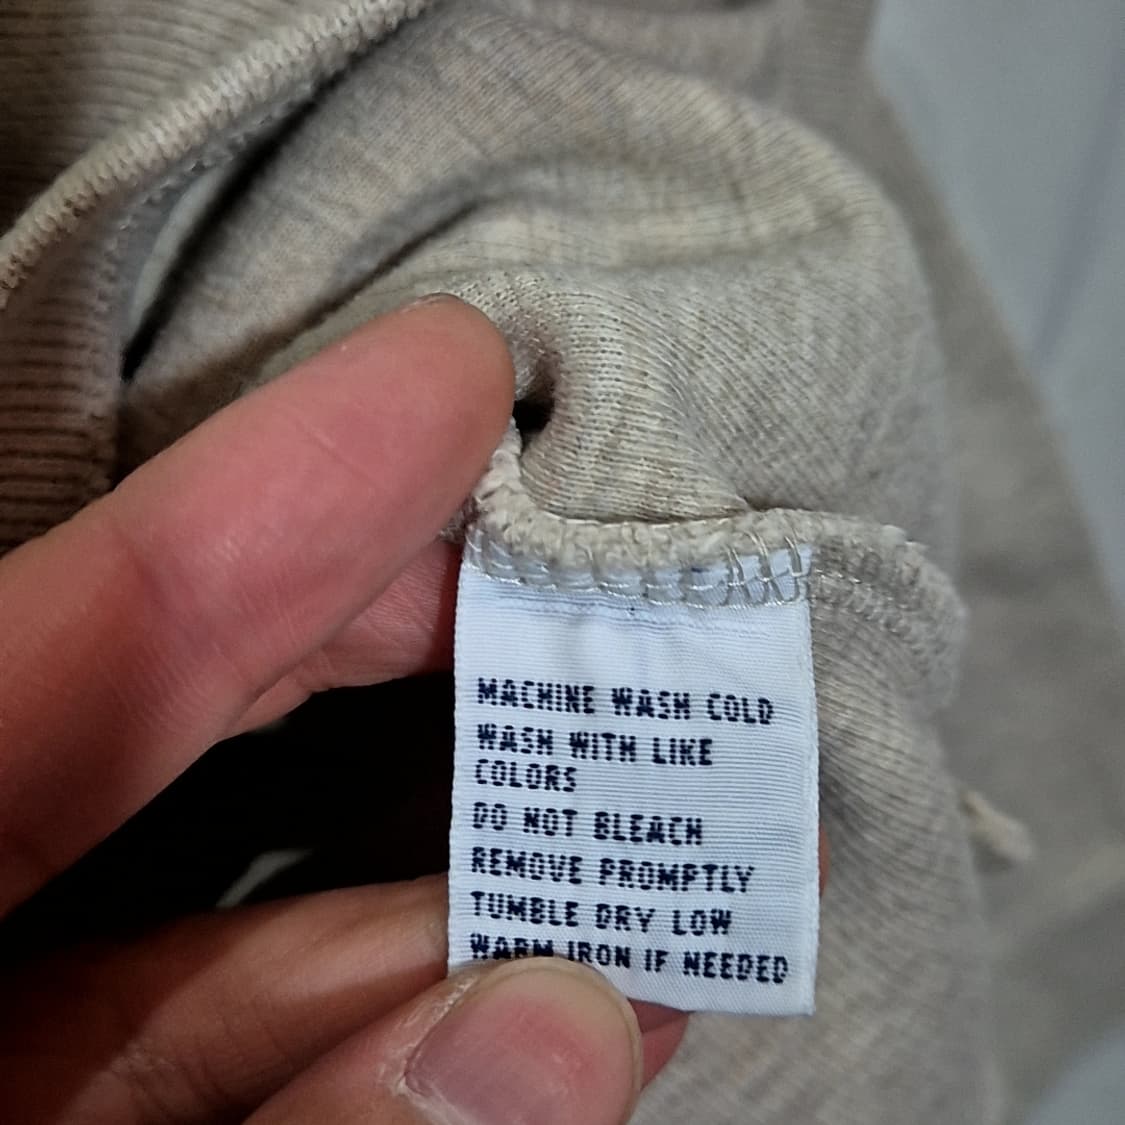 MACHINE WASH COLD
WASH WITH LIKE
COLORS
DO NOT BLEACH
REMOVE PROMPTLY
TUMBLE DRY LOW
WARM IRON IF NEEDED